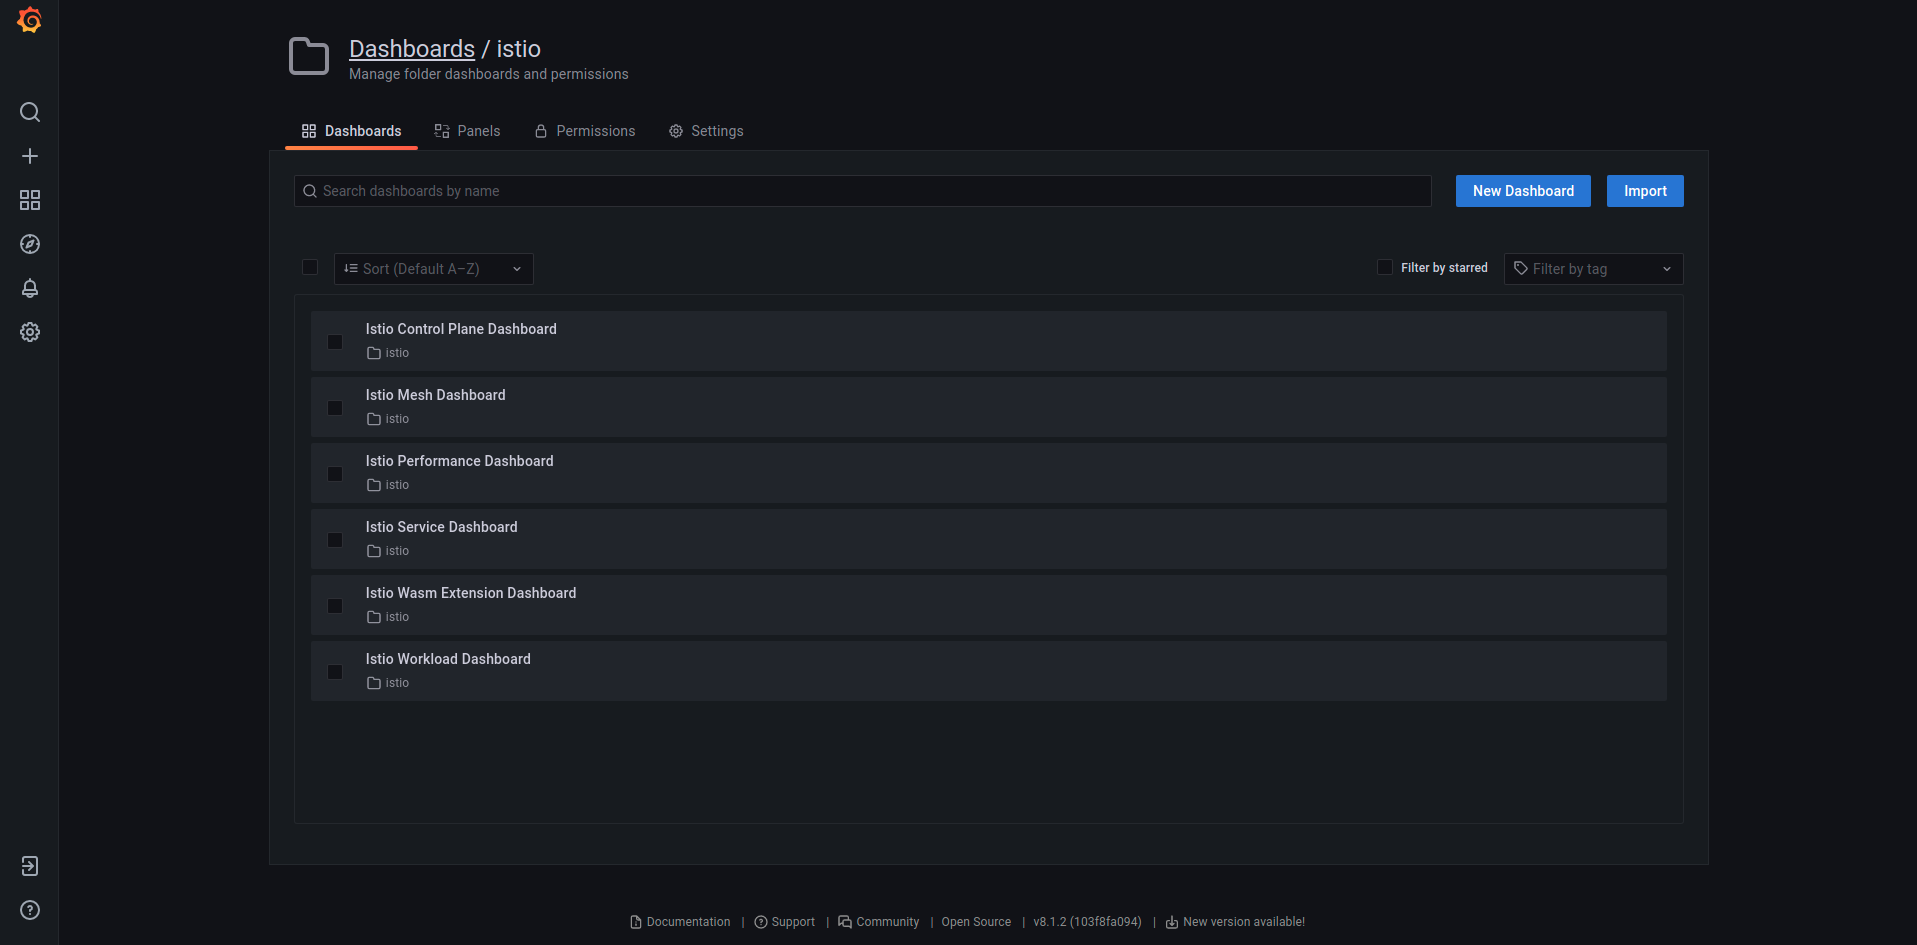 Dashboards / istio
Manage folder dashboards and permissions
Dashboards Panels Permissions Settings
Search dashboards by name New Dashboard Import
Sort (Default A–Z) Filter by starred Filter by tag
Istio Control Plane Dashboard
istio
Istio Mesh Dashboard
istio
Istio Performance Dashboard
istio
Istio Service Dashboard
istio
Istio Wasm Extension Dashboard
istio
Istio Workload Dashboard
istio
Documentation | Support | Community | Open Source | v8.1.2 (103f8fa094) | New version available!